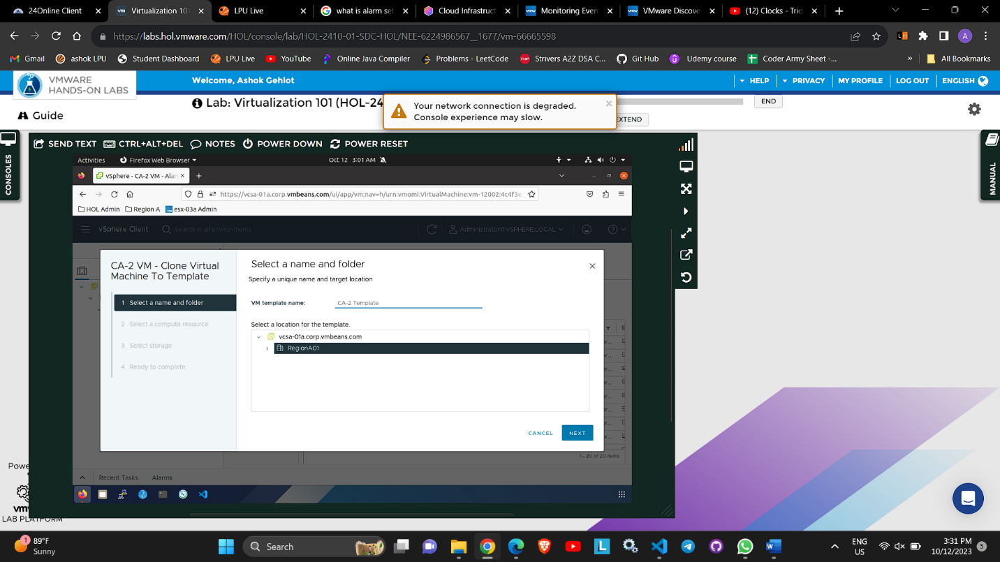 24Online Client
Virtualization 101
LPU Live
what is alarm set
Cloud Infrastruct
Monitoring Even
VMware Discove
(12) Clocks - Tric
https://labs.hol.vmware.com/HOL/console/lab/HOL-2410-01-SDC-HOL/NEE-6224986567__1677/vm-66665598
LH
A
Gmail
ashok LPU
Student Dashboard
LPU Live
YouTube
Online Java Compiler
Problems - LeetCode
Strivers A2Z DSA C...
Git Hub
Udemy course
Coder Army Sheet -...
»
All Bookmarks
VMWARE
HANDS-ON LABS
Welcome, Ashok Gehlot
HELP
PRIVACY
MY PROFILE
LOG OUT
ENGLISH
Guide
Lab: Virtualization 101 (HOL-24
Your network connection is degraded.
Console experience may slow.
END
EXTEND
CONSOLES
MANUAL
SEND TEXT
CTRL+ALT+DEL
NOTES
POWER DOWN
POWER RESET
Activities
Firefox Web Browser
Oct 12 3:01 AM
vSphere - CA-2 VM - Alar
https://vcsa-01a.corp.vmbeans.com/ui/app/vm;nav=h/urn:vmomi:VirtualMachine:vm-12002:4c4f3e
HOL Admin
Region A
esx-03a Admin
vSphere Client
Search in all environments
Administrator@VSPHERE.LOCAL
CA-2 VM - Clone Virtual
Machine To Template
1 Select a name and folder
2 Select a compute resource
3 Select storage
4 Ready to complete
Select a name and folder
Specify a unique name and target location
VM template name:
CA-2 Template
Select a location for the template.
vcsa-01a.corp.vmbeans.com
RegionA01
CANCEL
NEXT
1 - 20 of 20 items
Recent Tasks
Alarms
Powe
vmw
LAB PLATFORM
1
89°F
Sunny
Search
ENG
US
3:31 PM
10/12/2023
5